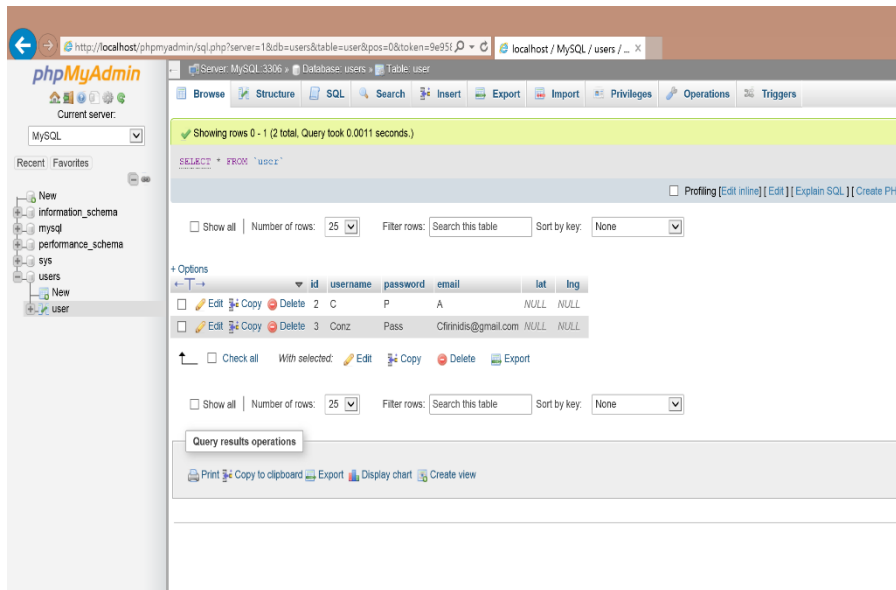 http://localhost/phpmyadmin/sql.php?server=1&db=users&table=user&pos=0&token=9e95
localhost / MySQL / users / ... X
phpMyAdmin
Current server:
MySQL
Recent Favorites
New
information_schema
mysql
performance_schema
sys
users
New
user
Server: MySQL:3306 » Database: users » Table: user
Browse Structure SQL Search Insert Export Import Privileges Operations Triggers
Showing rows 0 - 1 (2 total, Query took 0.0011 seconds.)
SELECT * FROM `user`
Profiling [Edit inline] [ Edit ] [ Explain SQL ] [ Create PH
Show all Number of rows: 25 Filter rows: Search this table Sort by key: None
+ Options
id username password email lat lng
Edit Copy Delete 2 C P A NULL NULL
Edit Copy Delete 3 Conz Pass Cfirinidis@gmail.com NULL NULL
Check all With selected: Edit Copy Delete Export
Show all Number of rows: 25 Filter rows: Search this table Sort by key: None
Query results operations
Print Copy to clipboard Export Display chart Create view